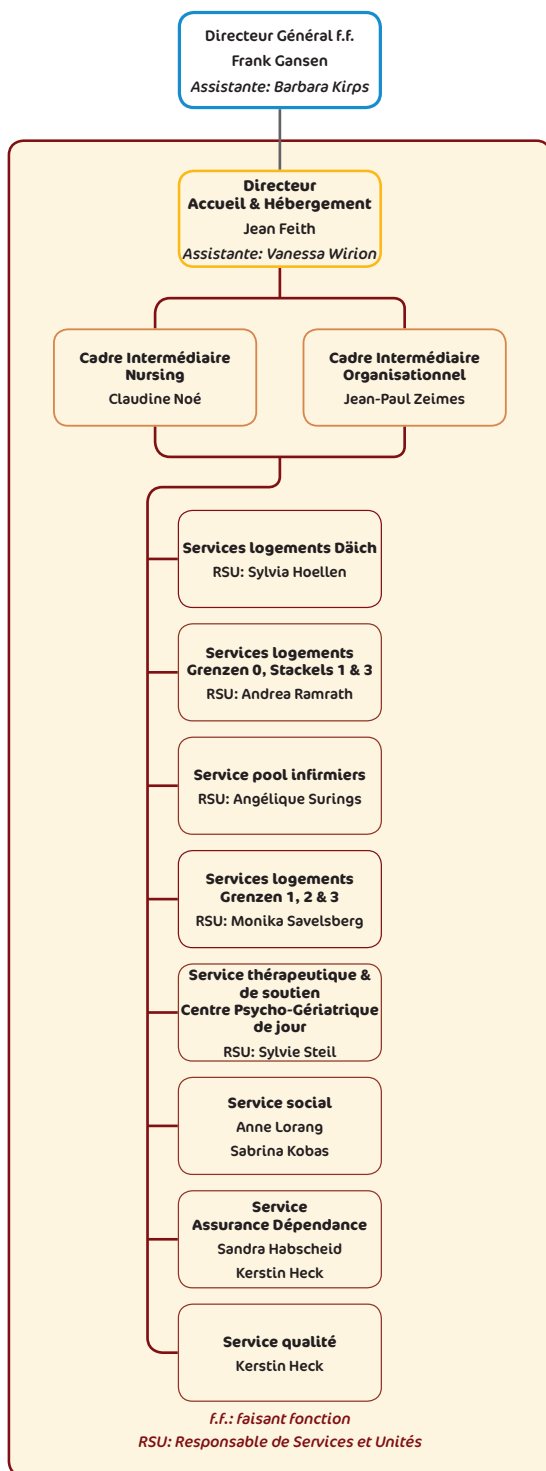 Directeur Général f.f.
Frank Gansen
Assistante: Barbara Kirps
Directeur
Accueil & Hébergement
Jean Feith
Assistante: Vanessa Wirion
Cadre Intermédiaire
Nursing
Claudine Noé
Cadre Intermédiaire
Organisationnel
Jean-Paul Zeimes
Services logements Däich
RSU: Sylvia Hoellen
Services logements
Grenzen 0, Stackels 1 & 3
RSU: Andrea Ramrath
Service pool infirmiers
RSU: Angélique Surings
Services logements
Grenzen 1, 2 & 3
RSU: Monika Savelsberg
Service thérapeutique &
de soutien
Centre Psycho-Gériatrique
de jour
RSU: Sylvie Steil
Service social
Anne Lorang
Sabrina Kobas
Service
Assurance Dépendance
Sandra Habscheid
Kerstin Heck
Service qualité
Kerstin Heck
f.f.: faisant fonction
RSU: Responsable de Services et Unités